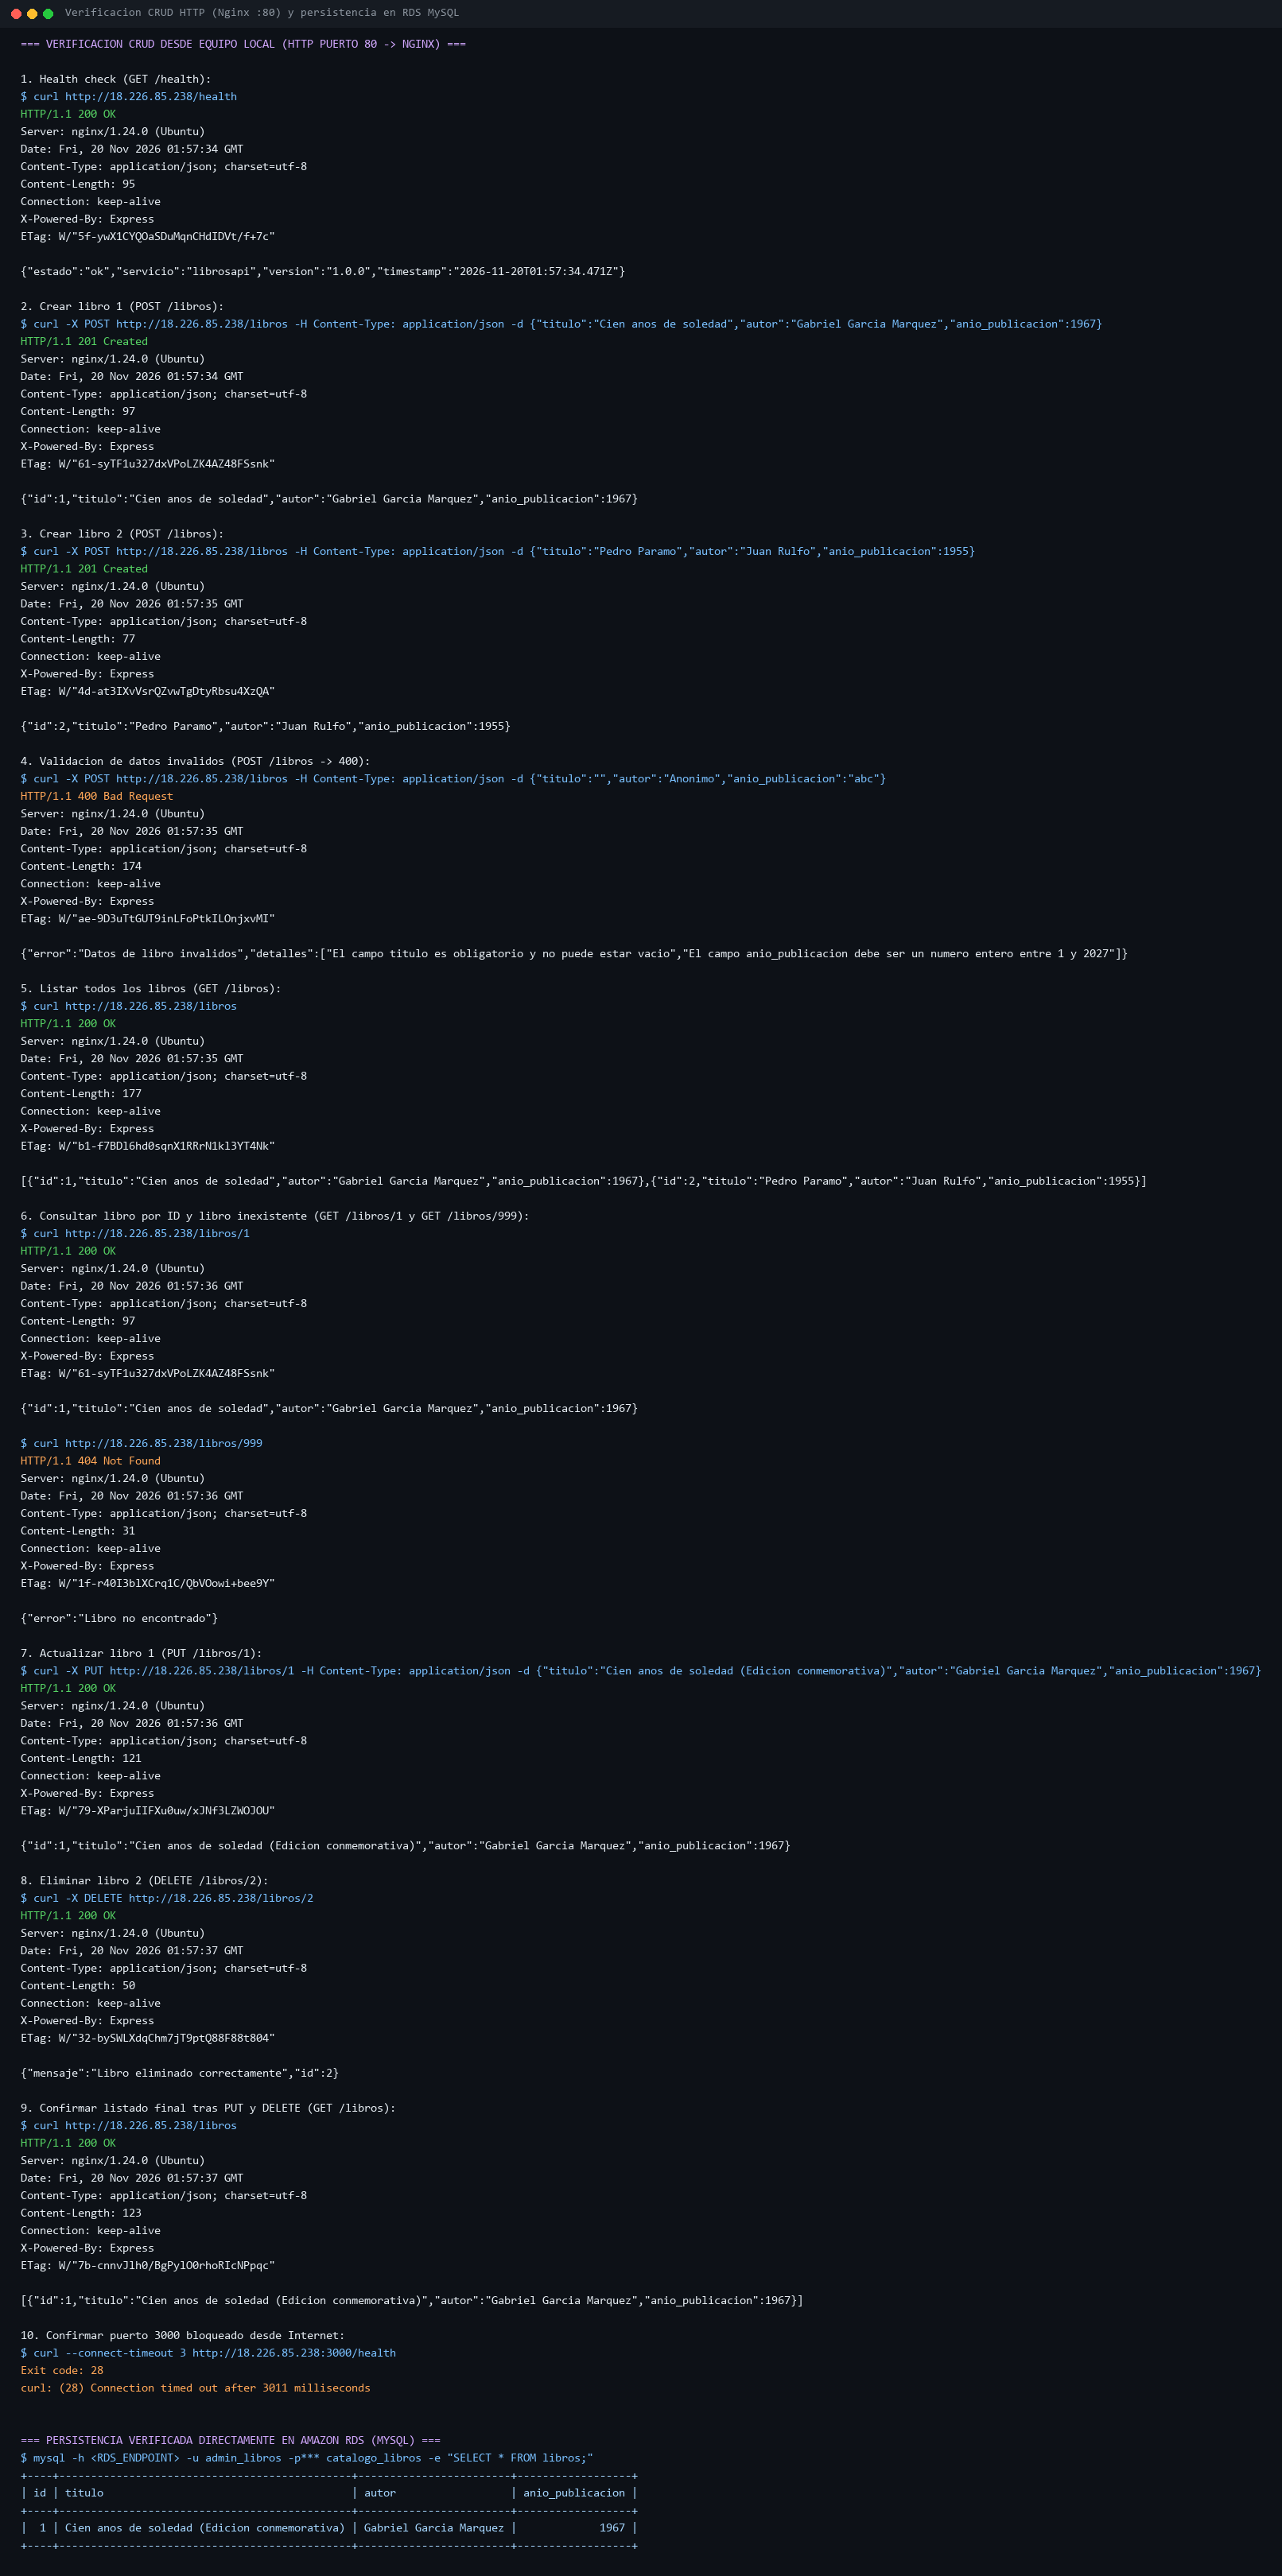 Verificacion CRUD HTTP (Nginx :80) y persistencia en RDS MySQL
=== VERIFICACION CRUD DESDE EQUIPO LOCAL (HTTP PUERTO 80 -> NGINX) ===
1. Health check (GET /health):
$ curl http://18.226.85.238/health
HTTP/1.1 200 OK
Server: nginx/1.24.0 (Ubuntu)
Date: Fri, 20 Nov 2026 01:57:34 GMT
Content-Type: application/json; charset=utf-8
Content-Length: 95
Connection: keep-alive
X-Powered-By: Express
ETag: W/"5f-ywX1CYQOaSDuMqnCHdIDVt/f+7c"
{"estado":"ok","servicio":"librosapi","version":"1.0.0","timestamp":"2026-11-20T01:57:34.471Z"}
2. Crear libro 1 (POST /libros):
$ curl -X POST http://18.226.85.238/libros -H Content-Type: application/json -d {"titulo":"Cien anos de soledad","autor":"Gabriel Garcia Marquez","anio_publicacion":1967}
HTTP/1.1 201 Created
Server: nginx/1.24.0 (Ubuntu)
Date: Fri, 20 Nov 2026 01:57:34 GMT
Content-Type: application/json; charset=utf-8
Content-Length: 97
Connection: keep-alive
X-Powered-By: Express
ETag: W/"61-syTF1u327dxVPoLZK4AZ48FSsnk"
{"id":1,"titulo":"Cien anos de soledad","autor":"Gabriel Garcia Marquez","anio_publicacion":1967}
3. Crear libro 2 (POST /libros):
$ curl -X POST http://18.226.85.238/libros -H Content-Type: application/json -d {"titulo":"Pedro Paramo","autor":"Juan Rulfo","anio_publicacion":1955}
HTTP/1.1 201 Created
Server: nginx/1.24.0 (Ubuntu)
Date: Fri, 20 Nov 2026 01:57:35 GMT
Content-Type: application/json; charset=utf-8
Content-Length: 77
Connection: keep-alive
X-Powered-By: Express
ETag: W/"4d-at3IXvVsrQZvwTgDtyRbsu4XzQA"
{"id":2,"titulo":"Pedro Paramo","autor":"Juan Rulfo","anio_publicacion":1955}
4. Validacion de datos invalidos (POST /libros -> 400):
$ curl -X POST http://18.226.85.238/libros -H Content-Type: application/json -d {"titulo":"","autor":"Anonimo","anio_publicacion":"abc"}
HTTP/1.1 400 Bad Request
Server: nginx/1.24.0 (Ubuntu)
Date: Fri, 20 Nov 2026 01:57:35 GMT
Content-Type: application/json; charset=utf-8
Content-Length: 174
Connection: keep-alive
X-Powered-By: Express
ETag: W/"ae-9D3uTtGUT9inLFoPtkILOnjxvMI"
{"error":"Datos de libro invalidos","detalles":["El campo titulo es obligatorio y no puede estar vacio","El campo anio_publicacion debe ser un numero entero entre 1 y 2027"]}
5. Listar todos los libros (GET /libros):
$ curl http://18.226.85.238/libros
HTTP/1.1 200 OK
Server: nginx/1.24.0 (Ubuntu)
Date: Fri, 20 Nov 2026 01:57:35 GMT
Content-Type: application/json; charset=utf-8
Content-Length: 177
Connection: keep-alive
X-Powered-By: Express
ETag: W/"b1-f7BDl6hd0sqnX1RRrN1kl3YT4Nk"
[{"id":1,"titulo":"Cien anos de soledad","autor":"Gabriel Garcia Marquez","anio_publicacion":1967},{"id":2,"titulo":"Pedro Paramo","autor":"Juan Rulfo","anio_publicacion":1955}]
6. Consultar libro por ID y libro inexistente (GET /libros/1 y GET /libros/999):
$ curl http://18.226.85.238/libros/1
HTTP/1.1 200 OK
Server: nginx/1.24.0 (Ubuntu)
Date: Fri, 20 Nov 2026 01:57:36 GMT
Content-Type: application/json; charset=utf-8
Content-Length: 97
Connection: keep-alive
X-Powered-By: Express
ETag: W/"61-syTF1u327dxVPoLZK4AZ48FSsnk"
{"id":1,"titulo":"Cien anos de soledad","autor":"Gabriel Garcia Marquez","anio_publicacion":1967}
$ curl http://18.226.85.238/libros/999
HTTP/1.1 404 Not Found
Server: nginx/1.24.0 (Ubuntu)
Date: Fri, 20 Nov 2026 01:57:36 GMT
Content-Type: application/json; charset=utf-8
Content-Length: 31
Connection: keep-alive
X-Powered-By: Express
ETag: W/"1f-r40I3blXCrq1C/QbVOowi+bee9Y"
{"error":"Libro no encontrado"}
7. Actualizar libro 1 (PUT /libros/1):
$ curl -X PUT http://18.226.85.238/libros/1 -H Content-Type: application/json -d {"titulo":"Cien anos de soledad (Edicion conmemorativa)","autor":"Gabriel Garcia Marquez","anio_publicacion":1967}
HTTP/1.1 200 OK
Server: nginx/1.24.0 (Ubuntu)
Date: Fri, 20 Nov 2026 01:57:36 GMT
Content-Type: application/json; charset=utf-8
Content-Length: 121
Connection: keep-alive
X-Powered-By: Express
ETag: W/"79-XParjuIIFXu0uw/xJNf3LZWOJOU"
{"id":1,"titulo":"Cien anos de soledad (Edicion conmemorativa)","autor":"Gabriel Garcia Marquez","anio_publicacion":1967}
8. Eliminar libro 2 (DELETE /libros/2):
$ curl -X DELETE http://18.226.85.238/libros/2
HTTP/1.1 200 OK
Server: nginx/1.24.0 (Ubuntu)
Date: Fri, 20 Nov 2026 01:57:37 GMT
Content-Type: application/json; charset=utf-8
Content-Length: 50
Connection: keep-alive
X-Powered-By: Express
ETag: W/"32-bySWLXdqChm7jT9ptQ88F88t804"
{"mensaje":"Libro eliminado correctamente","id":2}
9. Confirmar listado final tras PUT y DELETE (GET /libros):
$ curl http://18.226.85.238/libros
HTTP/1.1 200 OK
Server: nginx/1.24.0 (Ubuntu)
Date: Fri, 20 Nov 2026 01:57:37 GMT
Content-Type: application/json; charset=utf-8
Content-Length: 123
Connection: keep-alive
X-Powered-By: Express
ETag: W/"7b-cnnvJlh0/BgPylO0rhoRIcNPpqc"
[{"id":1,"titulo":"Cien anos de soledad (Edicion conmemorativa)","autor":"Gabriel Garcia Marquez","anio_publicacion":1967}]
10. Confirmar puerto 3000 bloqueado desde Internet:
$ curl --connect-timeout 3 http://18.226.85.238:3000/health
Exit code: 28
curl: (28) Connection timed out after 3011 milliseconds
=== PERSISTENCIA VERIFICADA DIRECTAMENTE EN AMAZON RDS (MYSQL) ===
$ mysql -h <RDS_ENDPOINT> -u admin_libros -p*** catalogo_libros -e "SELECT * FROM libros;"
+----+----------------------------------------------+------------------------+------------------+
| id | titulo                                       | autor                  | anio_publicacion |
+----+----------------------------------------------+------------------------+------------------+
|  1 | Cien anos de soledad (Edicion conmemorativa) | Gabriel Garcia Marquez |             1967 |
+----+----------------------------------------------+------------------------+------------------+